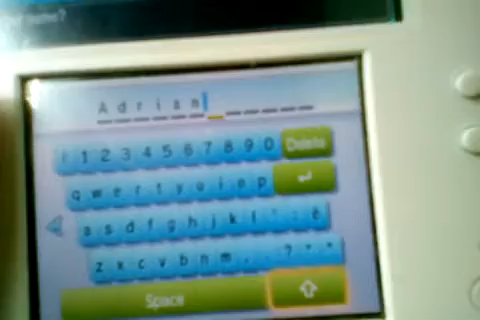 Adrian
1 2 3 4 5 6 7 8 9 0 Delete
q w e r t y u i o p
a s d f g h j k l ' : é
z x c v b n m , . ? " "
Space